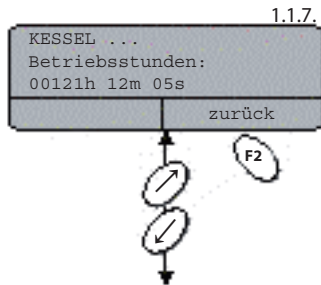 1.1.7.
KESSEL ...
Betriebsstunden:
00121h 12m 05s
zurück
F2